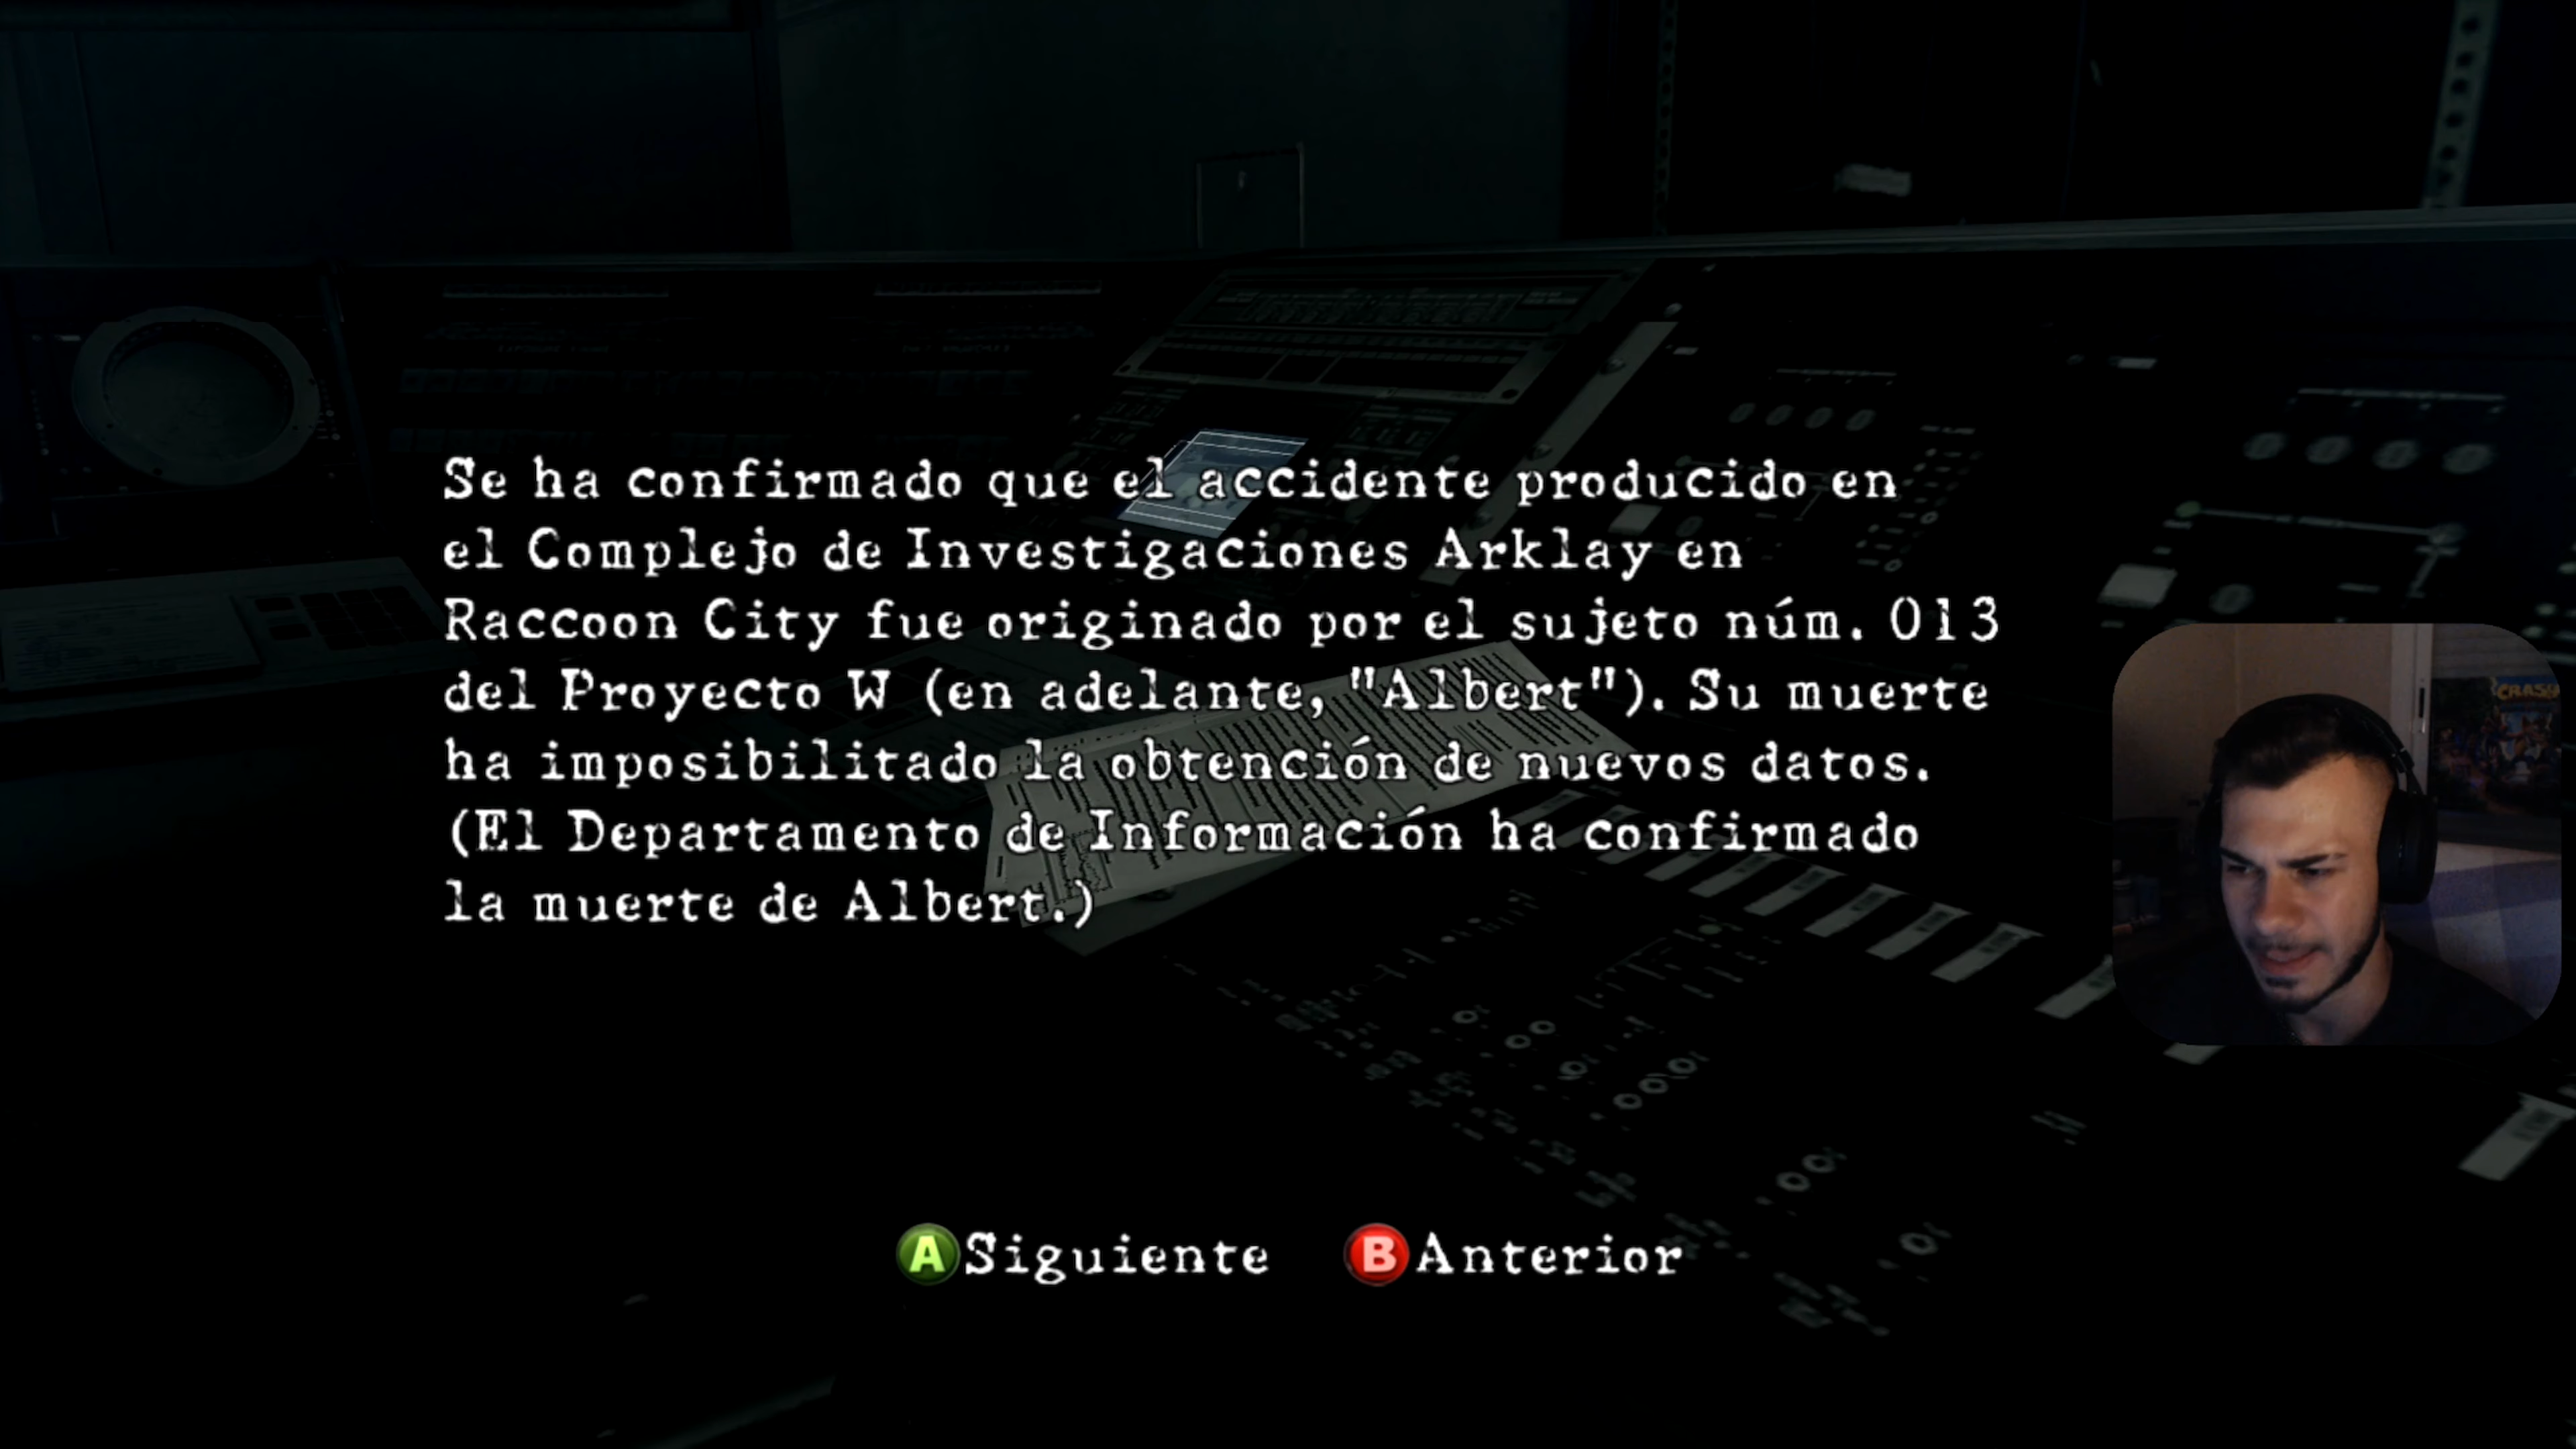 Se ha confirmado que el accidente producido en
el Complejo de Investigaciones Arklay en
Raccoon City fue originado por el sujeto núm. 013
del Proyecto W (en adelante, "Albert"). Su muerte
ha imposibilitado la obtención de nuevos datos.
(El Departamento de Información ha confirmado
la muerte de Albert.)
CRASH
A Siguiente B Anterior